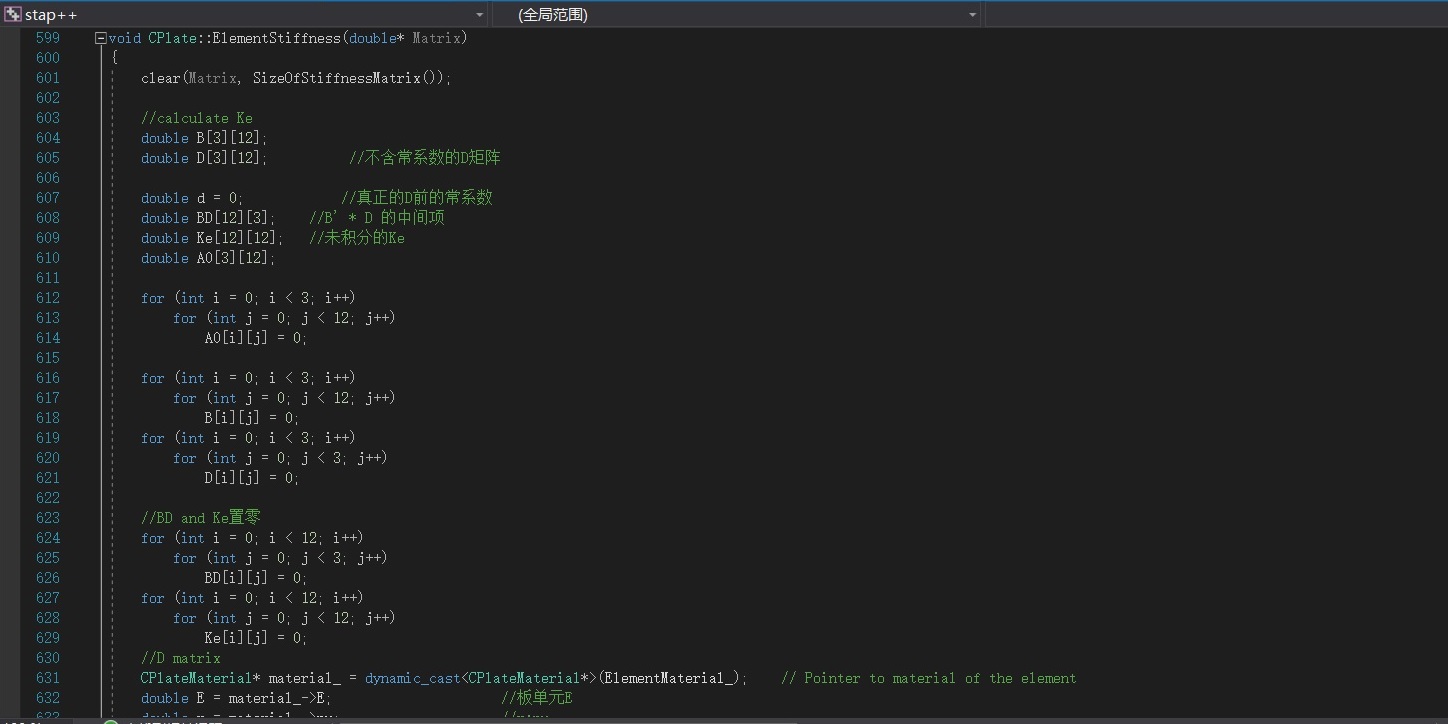 stap++ (全局范围)
599 void CPlate::ElementStiffness(double* Matrix)
600 {
601 clear(Matrix, SizeOfStiffnessMatrix());
602
603 //calculate Ke
604 double B[3][12];
605 double D[3][12]; //不含常系数的D矩阵
606
607 double d = 0; //真正的D前的常系数
608 double BD[12][3]; //B' * D 的中间项
609 double Ke[12][12]; //未积分的Ke
610 double A0[3][12];
611
612 for (int i = 0; i < 3; i++)
613 for (int j = 0; j < 12; j++)
614 A0[i][j] = 0;
615
616 for (int i = 0; i < 3; i++)
617 for (int j = 0; j < 12; j++)
618 B[i][j] = 0;
619 for (int i = 0; i < 3; i++)
620 for (int j = 0; j < 3; j++)
621 D[i][j] = 0;
622
623 //BD and Ke置零
624 for (int i = 0; i < 12; i++)
625 for (int j = 0; j < 3; j++)
626 BD[i][j] = 0;
627 for (int i = 0; i < 12; i++)
628 for (int j = 0; j < 12; j++)
629 Ke[i][j] = 0;
630 //D matrix
631 CPlateMaterial* material_ = dynamic_cast<CPlateMaterial*>(ElementMaterial_); // Pointer to material of the element
632 double E = material_->E; //板单元E